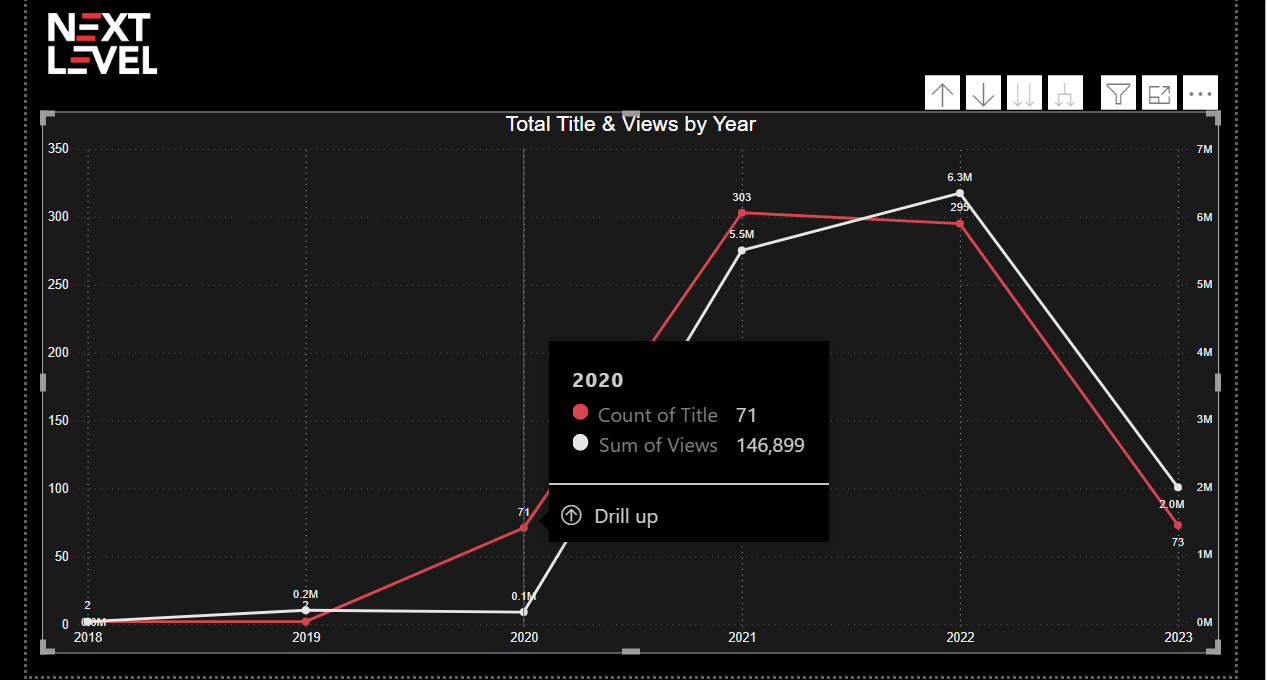 NEXT
LEVEL
Total Title & Views by Year
350
300
250
200
150
100
50
0
7M
6M
5M
4M
3M
2M
1M
0M
2
0.0M
0.2M
2
71
0.1M
303
5.5M
6.3M
295
2.0M
73
2020
Count of Title 71
Sum of Views 146,899
Drill up
2018 2019 2020 2021 2022 2023